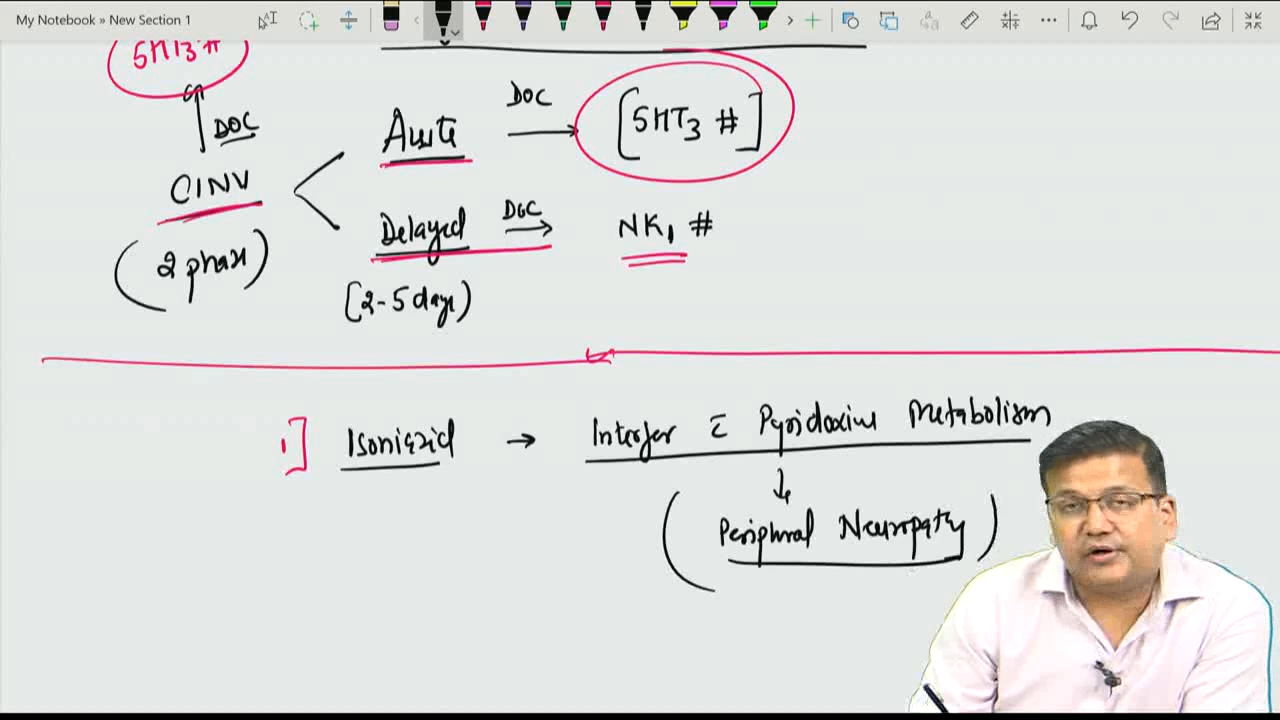 My Notebook » New Section 1
5HT3 #
DOC
CINV
(2 phase)
Acute DOC → [5HT3 #]
Delayed DOC → NK1 #
[2-5 days)
1] Isoniazid → Interfer c̄ Pyridoxine Metabolism
↓
(Peripheral Neuropaty)